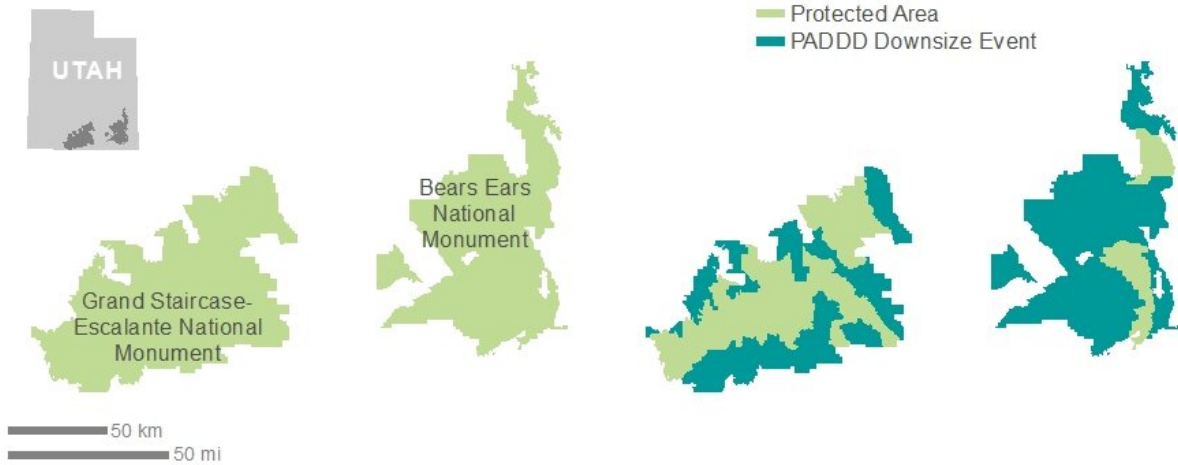 Protected Area
PADDD Downsize Event
UTAH
Bears Ears
National
Monument
Grand Staircase-
Escalante National
Monument
50 km
50 mi